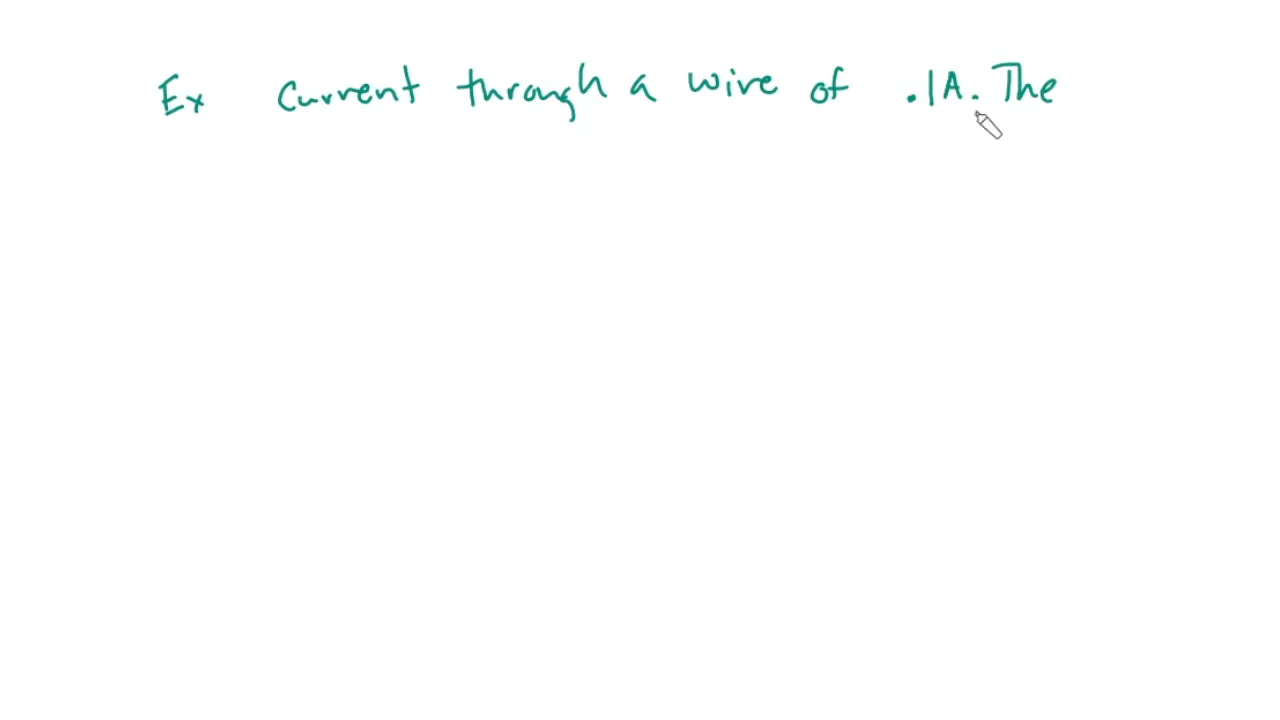 Ex Current through a wire of .1A. The